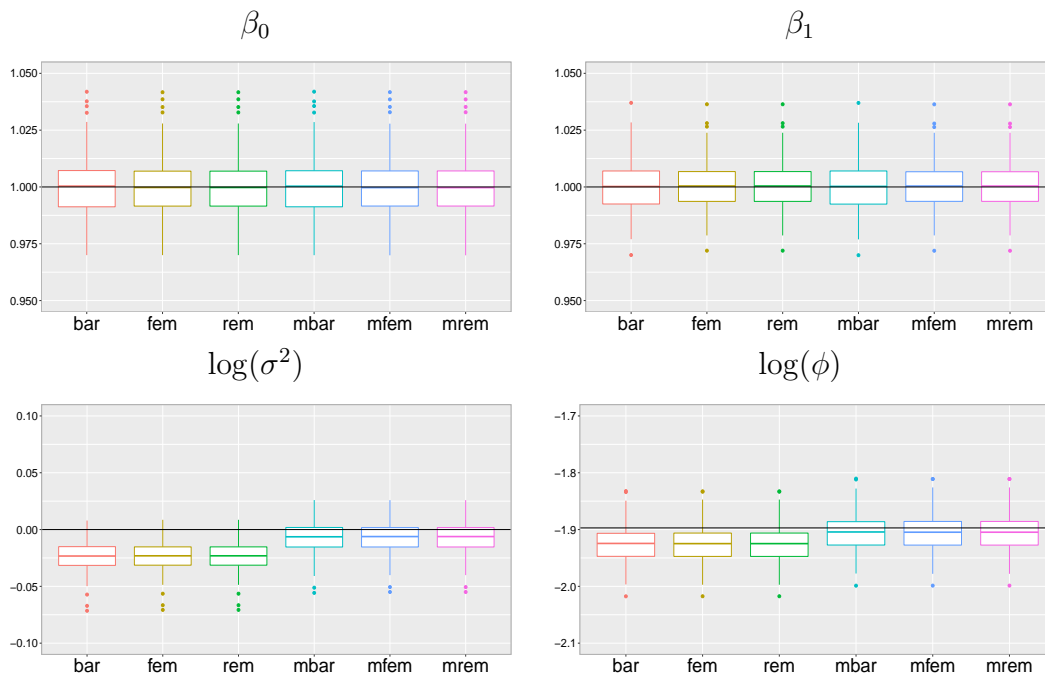 β₀
1.050
1.025
1.000
0.975
0.950
bar fem rem mbar mfem mrem
β₁
1.050
1.025
1.000
0.975
0.950
bar fem rem mbar mfem mrem
log(σ²)
0.10
0.05
0.00
−0.05
−0.10
bar fem rem mbar mfem mrem
log(ϕ)
−1.7
−1.8
−1.9
−2.0
−2.1
bar fem rem mbar mfem mrem